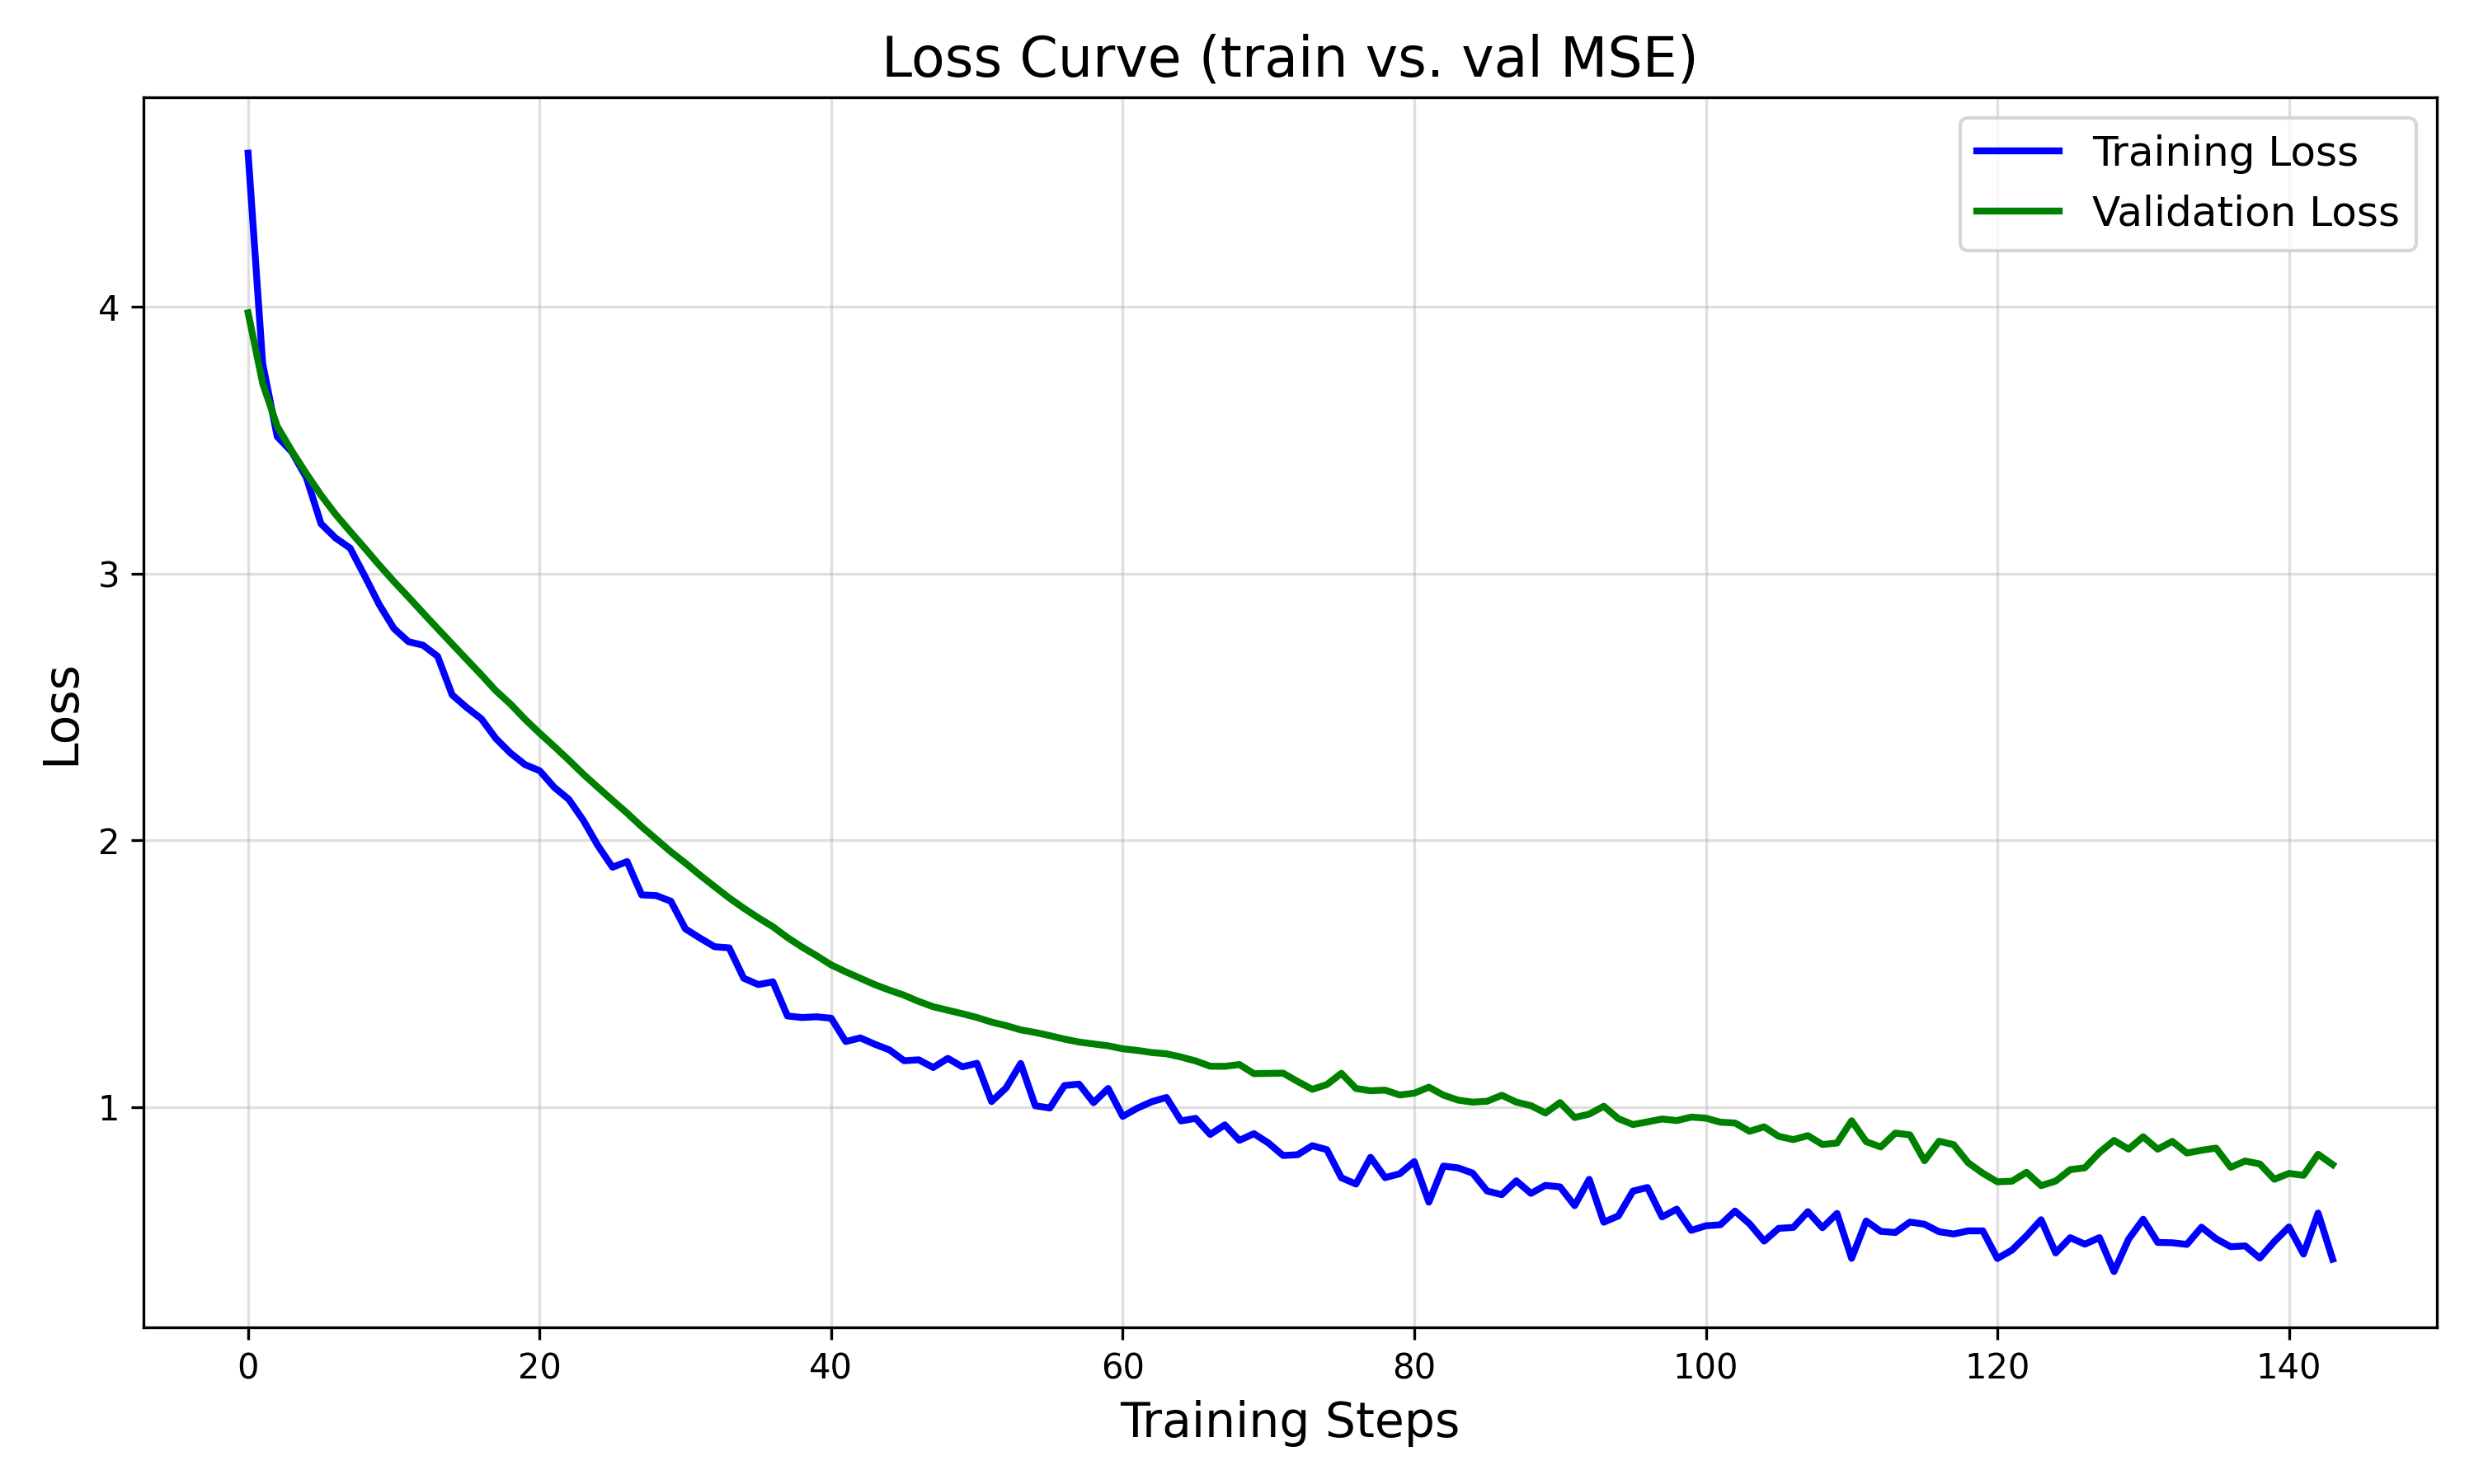 Loss Curve (train vs. val MSE)
Training Loss
Validation Loss
4
3
2
1
Loss
0 20 40 60 80 100 120 140
Training Steps